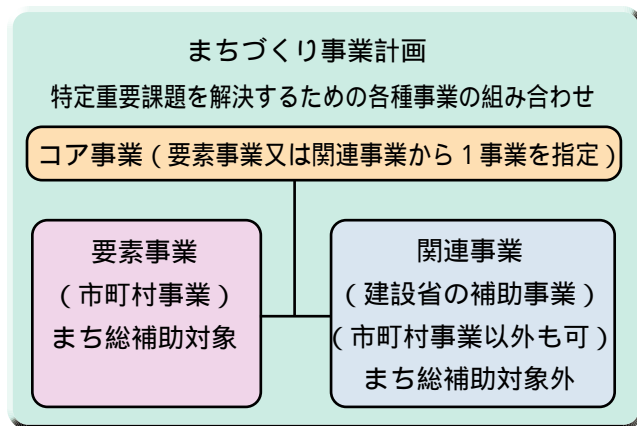 まちづくり事業計画
特定重要課題を解決するための各種事業の組み合わせ
コア事業（要素事業又は関連事業から１事業を指定）
要素事業
（市町村事業）
まち総補助対象
関連事業
（建設省の補助事業）
（市町村事業以外も可）
まち総補助対象外